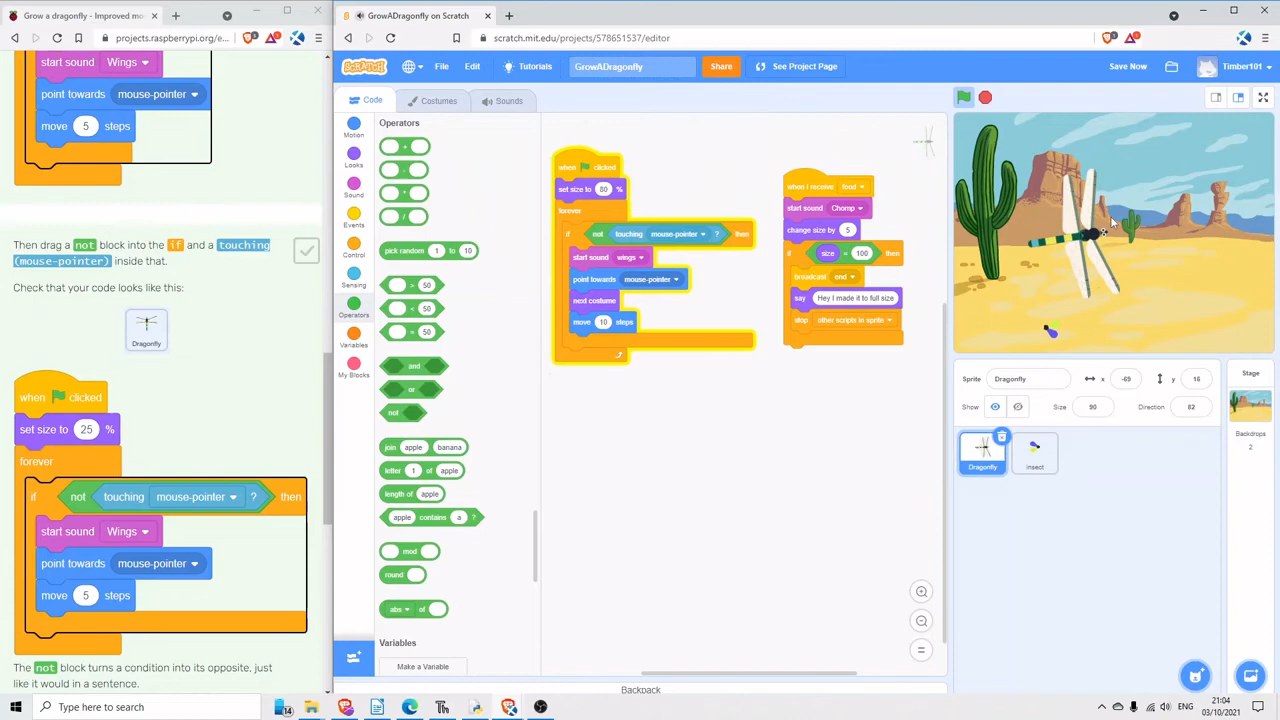 Grow a dragonfly - Improved mo
GrowADragonfly on Scratch
projects.raspberrypi.org/e...
scratch.mit.edu/projects/578651537/editor
start sound Wings
point towards mouse-pointer
move 5 steps
Then drag a not block into the if and a touching
(mouse-pointer) inside that.
Check that your code looks like this:
Dragonfly
when clicked
set size to 25 %
forever
if not touching mouse-pointer ? then
start sound Wings
point towards mouse-pointer
move 5 steps
The not block turns a condition into its opposite, just
like it would in a sentence.
SCRATCH
File
Edit
Tutorials
GrowADragonfly
Share
See Project Page
Save Now
Timber101
Code
Costumes
Sounds
Motion
Looks
Sound
Events
Control
Sensing
Operators
Variables
My Blocks
Operators
+
-
*
/
pick random 1 to 10
> 50
< 50
= 50
and
or
not
join apple banana
letter 1 of apple
length of apple
apple contains a ?
mod
round
abs of
Variables
Make a Variable
when clicked
set size to 80 %
forever
if not touching mouse-pointer ? then
start sound wings
point towards mouse-pointer
next costume
move 10 steps
when I receive food
start sound Chomp
change size by 5
if size = 100 then
broadcast end
say Hey I made it to full size
stop other scripts in sprite
Backpack
Sprite Dragonfly x -69 y 16
Show Size 90 Direction 82
Dragonfly
insect
Stage
Backdrops
2
Type here to search
14
ENG
21:04
03/10/2021